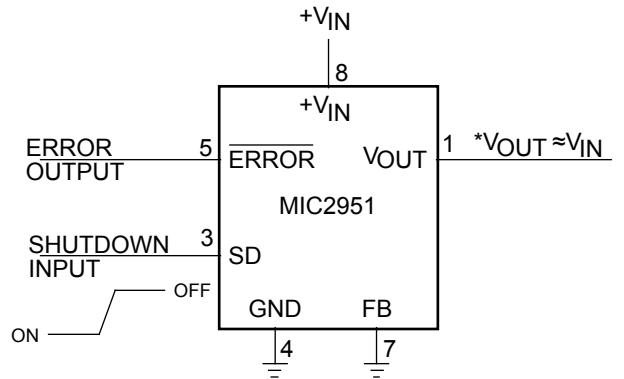 +VIN
8
+VIN
ERROR
OUTPUT
5
ERROR
VOUT
1
*VOUT ≈VIN
MIC2951
SHUTDOWN
INPUT
3
SD
OFF
ON
GND
FB
4
7